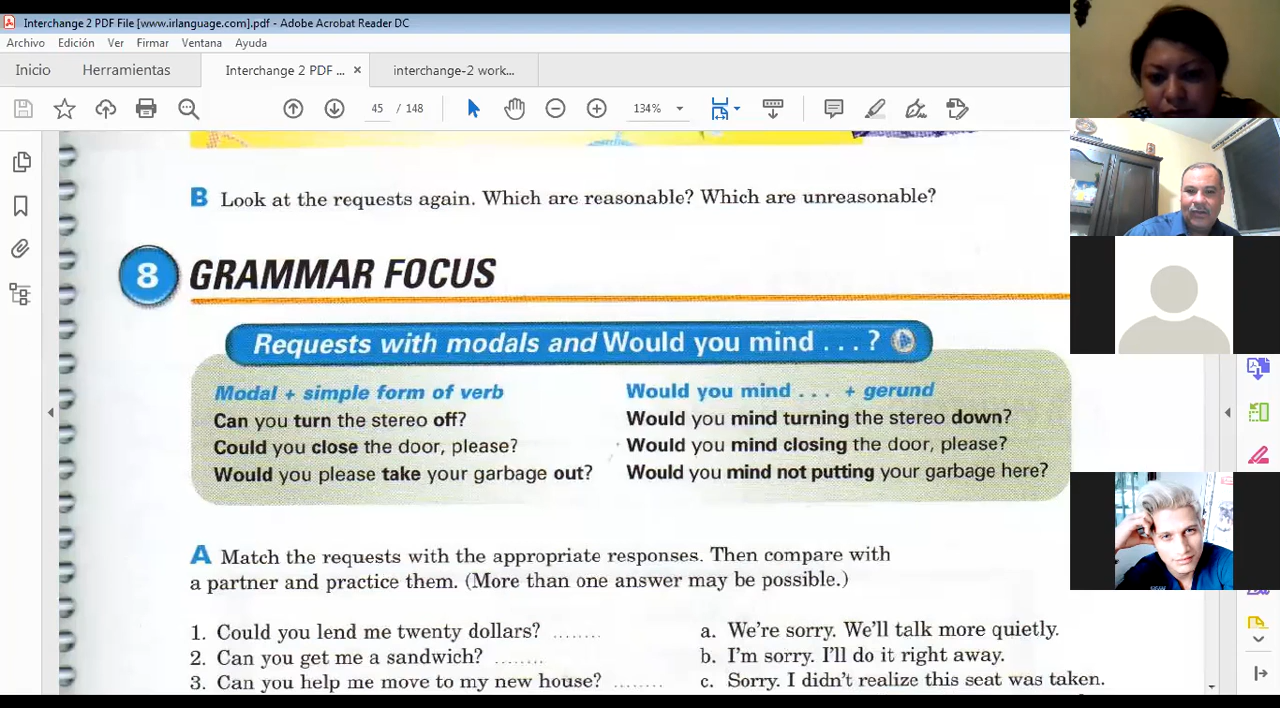 Interchange 2 PDF File [www.irlanguage.com].pdf - Adobe Acrobat Reader DC
Archivo Edición Ver Firmar Ventana Ayuda
Inicio Herramientas Interchange 2 PDF ... × interchange-2 work...
45 / 148 134%
B Look at the requests again. Which are reasonable? Which are unreasonable?
8 GRAMMAR FOCUS
Requests with modals and Would you mind . . . ?
Modal + simple form of verb
Can you turn the stereo off?
Could you close the door, please?
Would you please take your garbage out?
Would you mind . . . + gerund
Would you mind turning the stereo down?
Would you mind closing the door, please?
Would you mind not putting your garbage here?
A Match the requests with the appropriate responses. Then compare with
a partner and practice them. (More than one answer may be possible.)
1. Could you lend me twenty dollars? ........
2. Can you get me a sandwich? ........
3. Can you help me move to my new house? ........
a. We're sorry. We'll talk more quietly.
b. I'm sorry. I'll do it right away.
c. Sorry. I didn't realize this seat was taken.